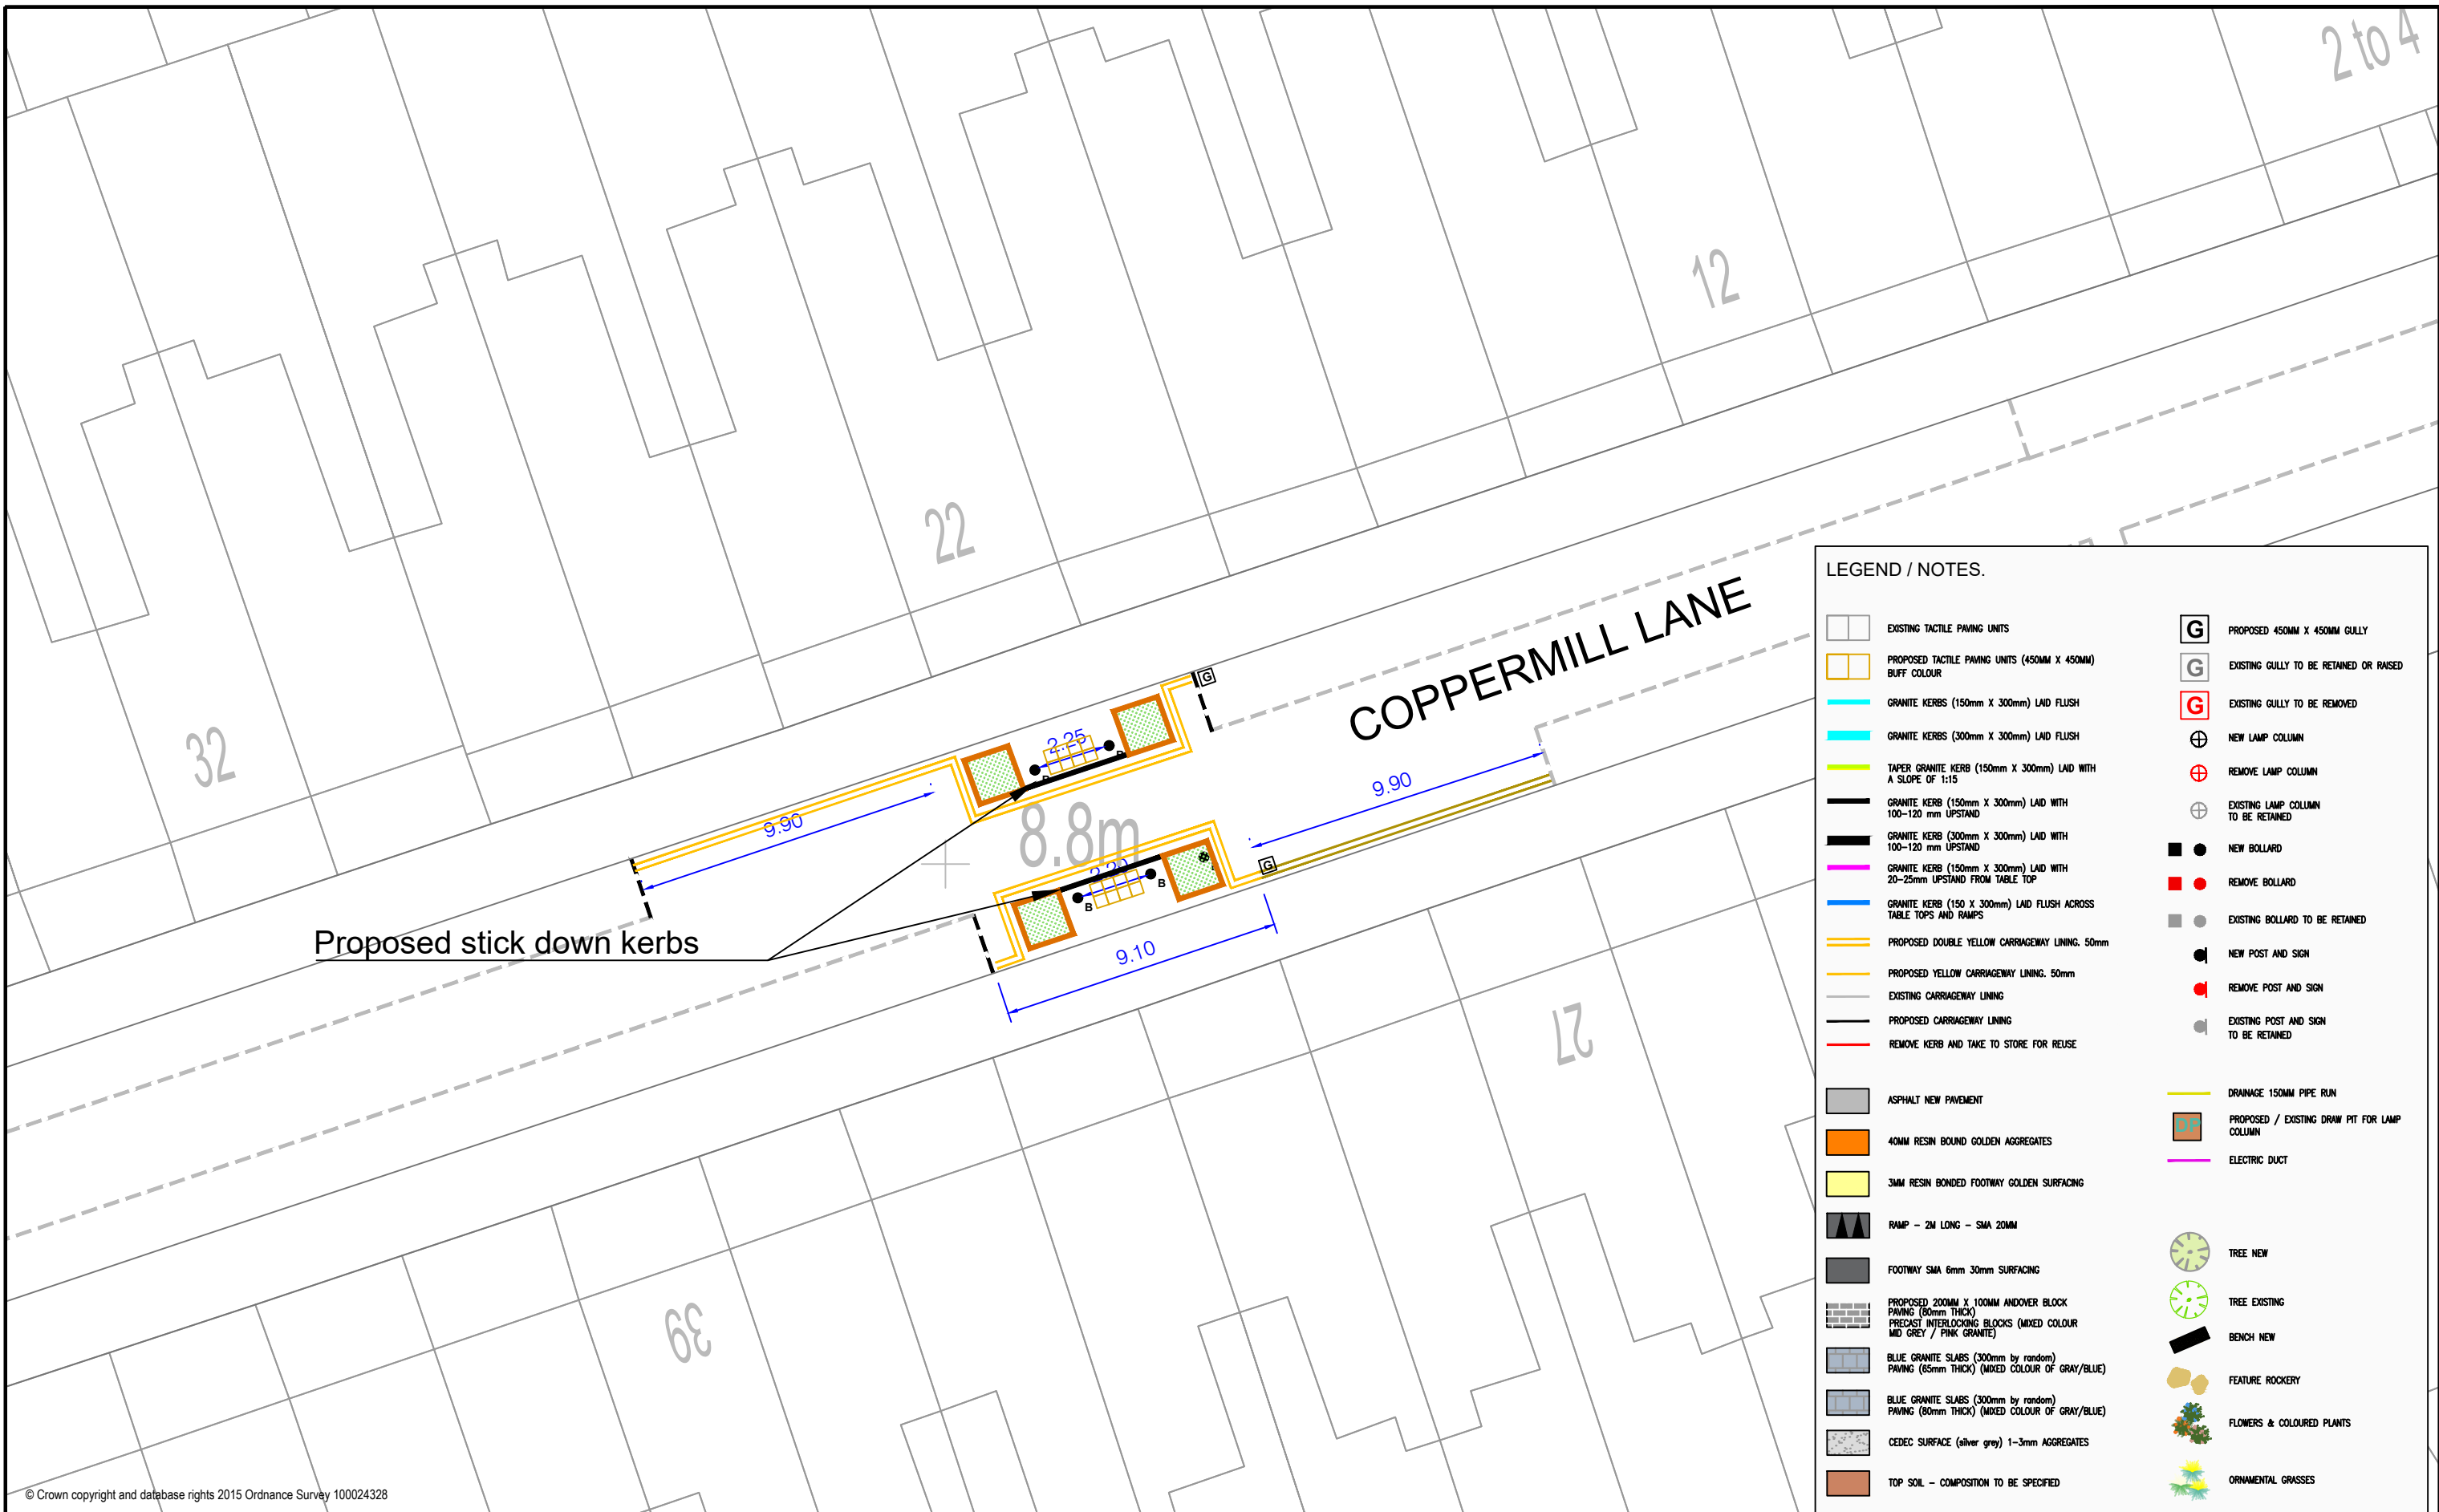 2 to 4
12
22
32
COPPERMILL LANE
2.25
9.90
9.90
8.8m
2.20
B
B
G
G
9.10
Proposed stick down kerbs
27
39
© Crown copyright and database rights 2015 Ordnance Survey 100024328
LEGEND / NOTES.
EXISTING TACTILE PAVING UNITS
PROPOSED TACTILE PAVING UNITS (450MM X 450MM)
BUFF COLOUR
GRANITE KERBS (150mm X 300mm) LAID FLUSH
GRANITE KERBS (300mm X 300mm) LAID FLUSH
TAPER GRANITE KERB (150mm X 300mm) LAID WITH
A SLOPE OF 1:15
GRANITE KERB (150mm X 300mm) LAID WITH
100-120 mm UPSTAND
GRANITE KERB (300mm X 300mm) LAID WITH
100-120 mm UPSTAND
GRANITE KERB (150mm X 300mm) LAID WITH
20-25mm UPSTAND FROM TABLE TOP
GRANITE KERB (150 X 300mm) LAID FLUSH ACROSS
TABLE TOPS AND RAMPS
PROPOSED DOUBLE YELLOW CARRIAGEWAY LINING. 50mm
PROPOSED YELLOW CARRIAGEWAY LINING. 50mm
EXISTING CARRIAGEWAY LINING
PROPOSED CARRIAGEWAY LINING
REMOVE KERB AND TAKE TO STORE FOR REUSE
ASPHALT NEW PAVEMENT
40MM RESIN BOUND GOLDEN AGGREGATES
3MM RESIN BONDED FOOTWAY GOLDEN SURFACING
RAMP - 2M LONG - SMA 20MM
FOOTWAY SMA 6mm 30mm SURFACING
PROPOSED 200MM X 100MM ANDOVER BLOCK
PAVING (80mm THICK)
PRECAST INTERLOCKING BLOCKS (MIXED COLOUR
MID GREY / PINK GRANITE)
BLUE GRANITE SLABS (300mm by random)
PAVING (65mm THICK) (MIXED COLOUR OF GRAY/BLUE)
BLUE GRANITE SLABS (300mm by random)
PAVING (80mm THICK) (MIXED COLOUR OF GRAY/BLUE)
CEDEC SURFACE (silver grey) 1-3mm AGGREGATES
TOP SOIL - COMPOSITION TO BE SPECIFIED
G PROPOSED 450MM X 450MM GULLY
G EXISTING GULLY TO BE RETAINED OR RAISED
G EXISTING GULLY TO BE REMOVED
NEW LAMP COLUMN
REMOVE LAMP COLUMN
EXISTING LAMP COLUMN
TO BE RETAINED
NEW BOLLARD
REMOVE BOLLARD
EXISTING BOLLARD TO BE RETAINED
NEW POST AND SIGN
REMOVE POST AND SIGN
EXISTING POST AND SIGN
TO BE RETAINED
DRAINAGE 150MM PIPE RUN
DP PROPOSED / EXISTING DRAW PIT FOR LAMP
COLUMN
ELECTRIC DUCT
TREE NEW
TREE EXISTING
BENCH NEW
FEATURE ROCKERY
FLOWERS & COLOURED PLANTS
ORNAMENTAL GRASSES